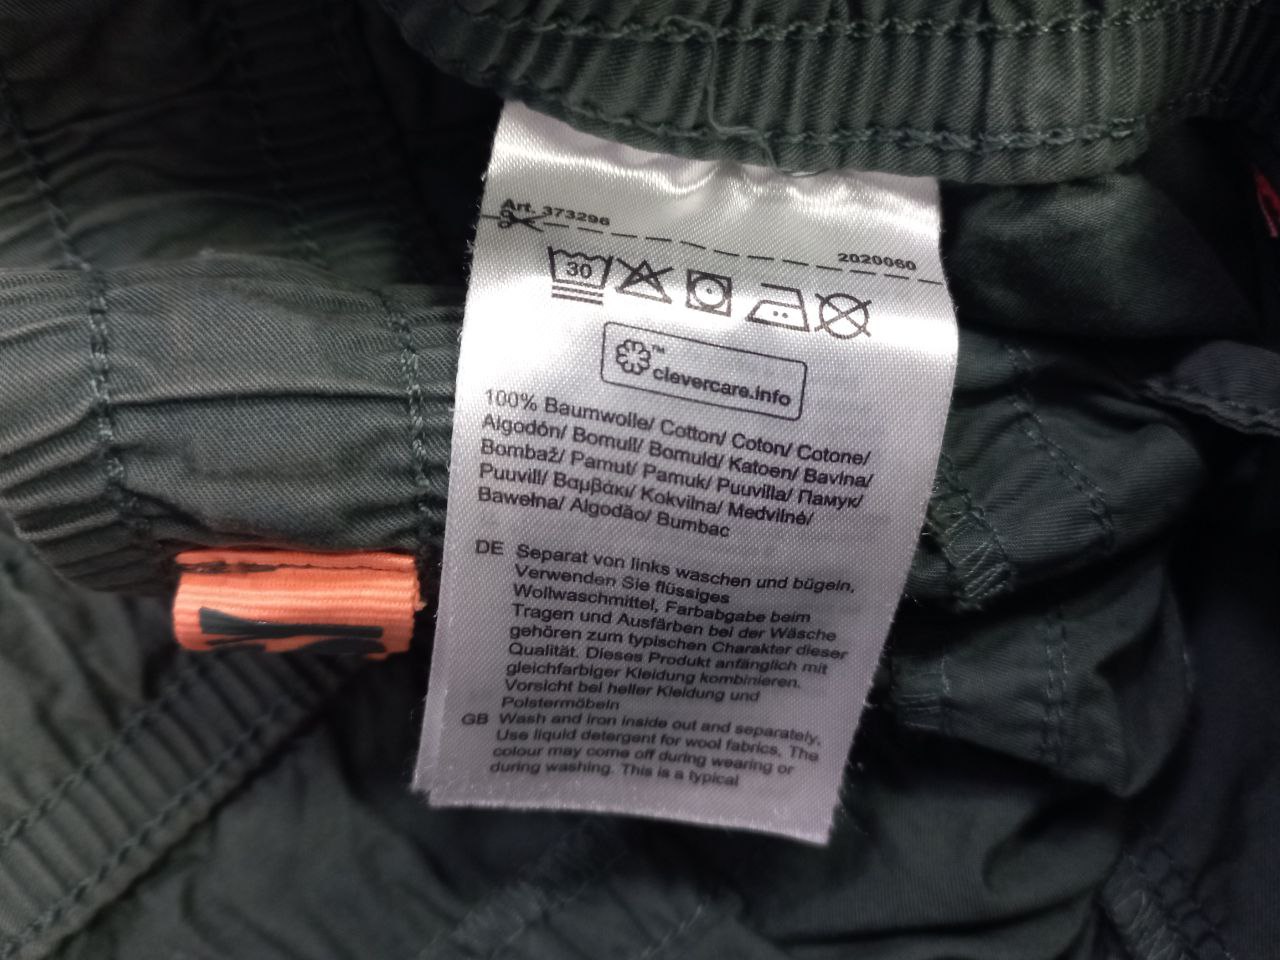 Art. 373296
2020060
30
™
clevercare.info
100% Baumwolle/ Cotton/ Coton/ Cotone/
Algodón/ Bomull/ Bomuld/ Katoen/ Bavlna/
Bombaž/ Pamut/ Pamuk/ Puuvilla/ Памук/
Puuvill/ Βαμβάκι/ Kokvilna/ Medvilnė/
Bawełna/ Algodão/ Bumbac
DE Separat von links waschen und bügeln,
Verwenden Sie flüssiges
Wollwaschmittel, Farbabgabe beim
Tragen und Ausfärben bei der Wäsche
gehören zum typischen Charakter dieser
Qualität. Dieses Produkt anfänglich mit
gleichfarbiger Kleidung kombinieren.
Vorsicht bei heller Kleidung und
Polstermöbeln
GB Wash and iron inside out and separately,
Use liquid detergent for wool fabrics, The
colour may come off during wearing or
during washing. This is a typical